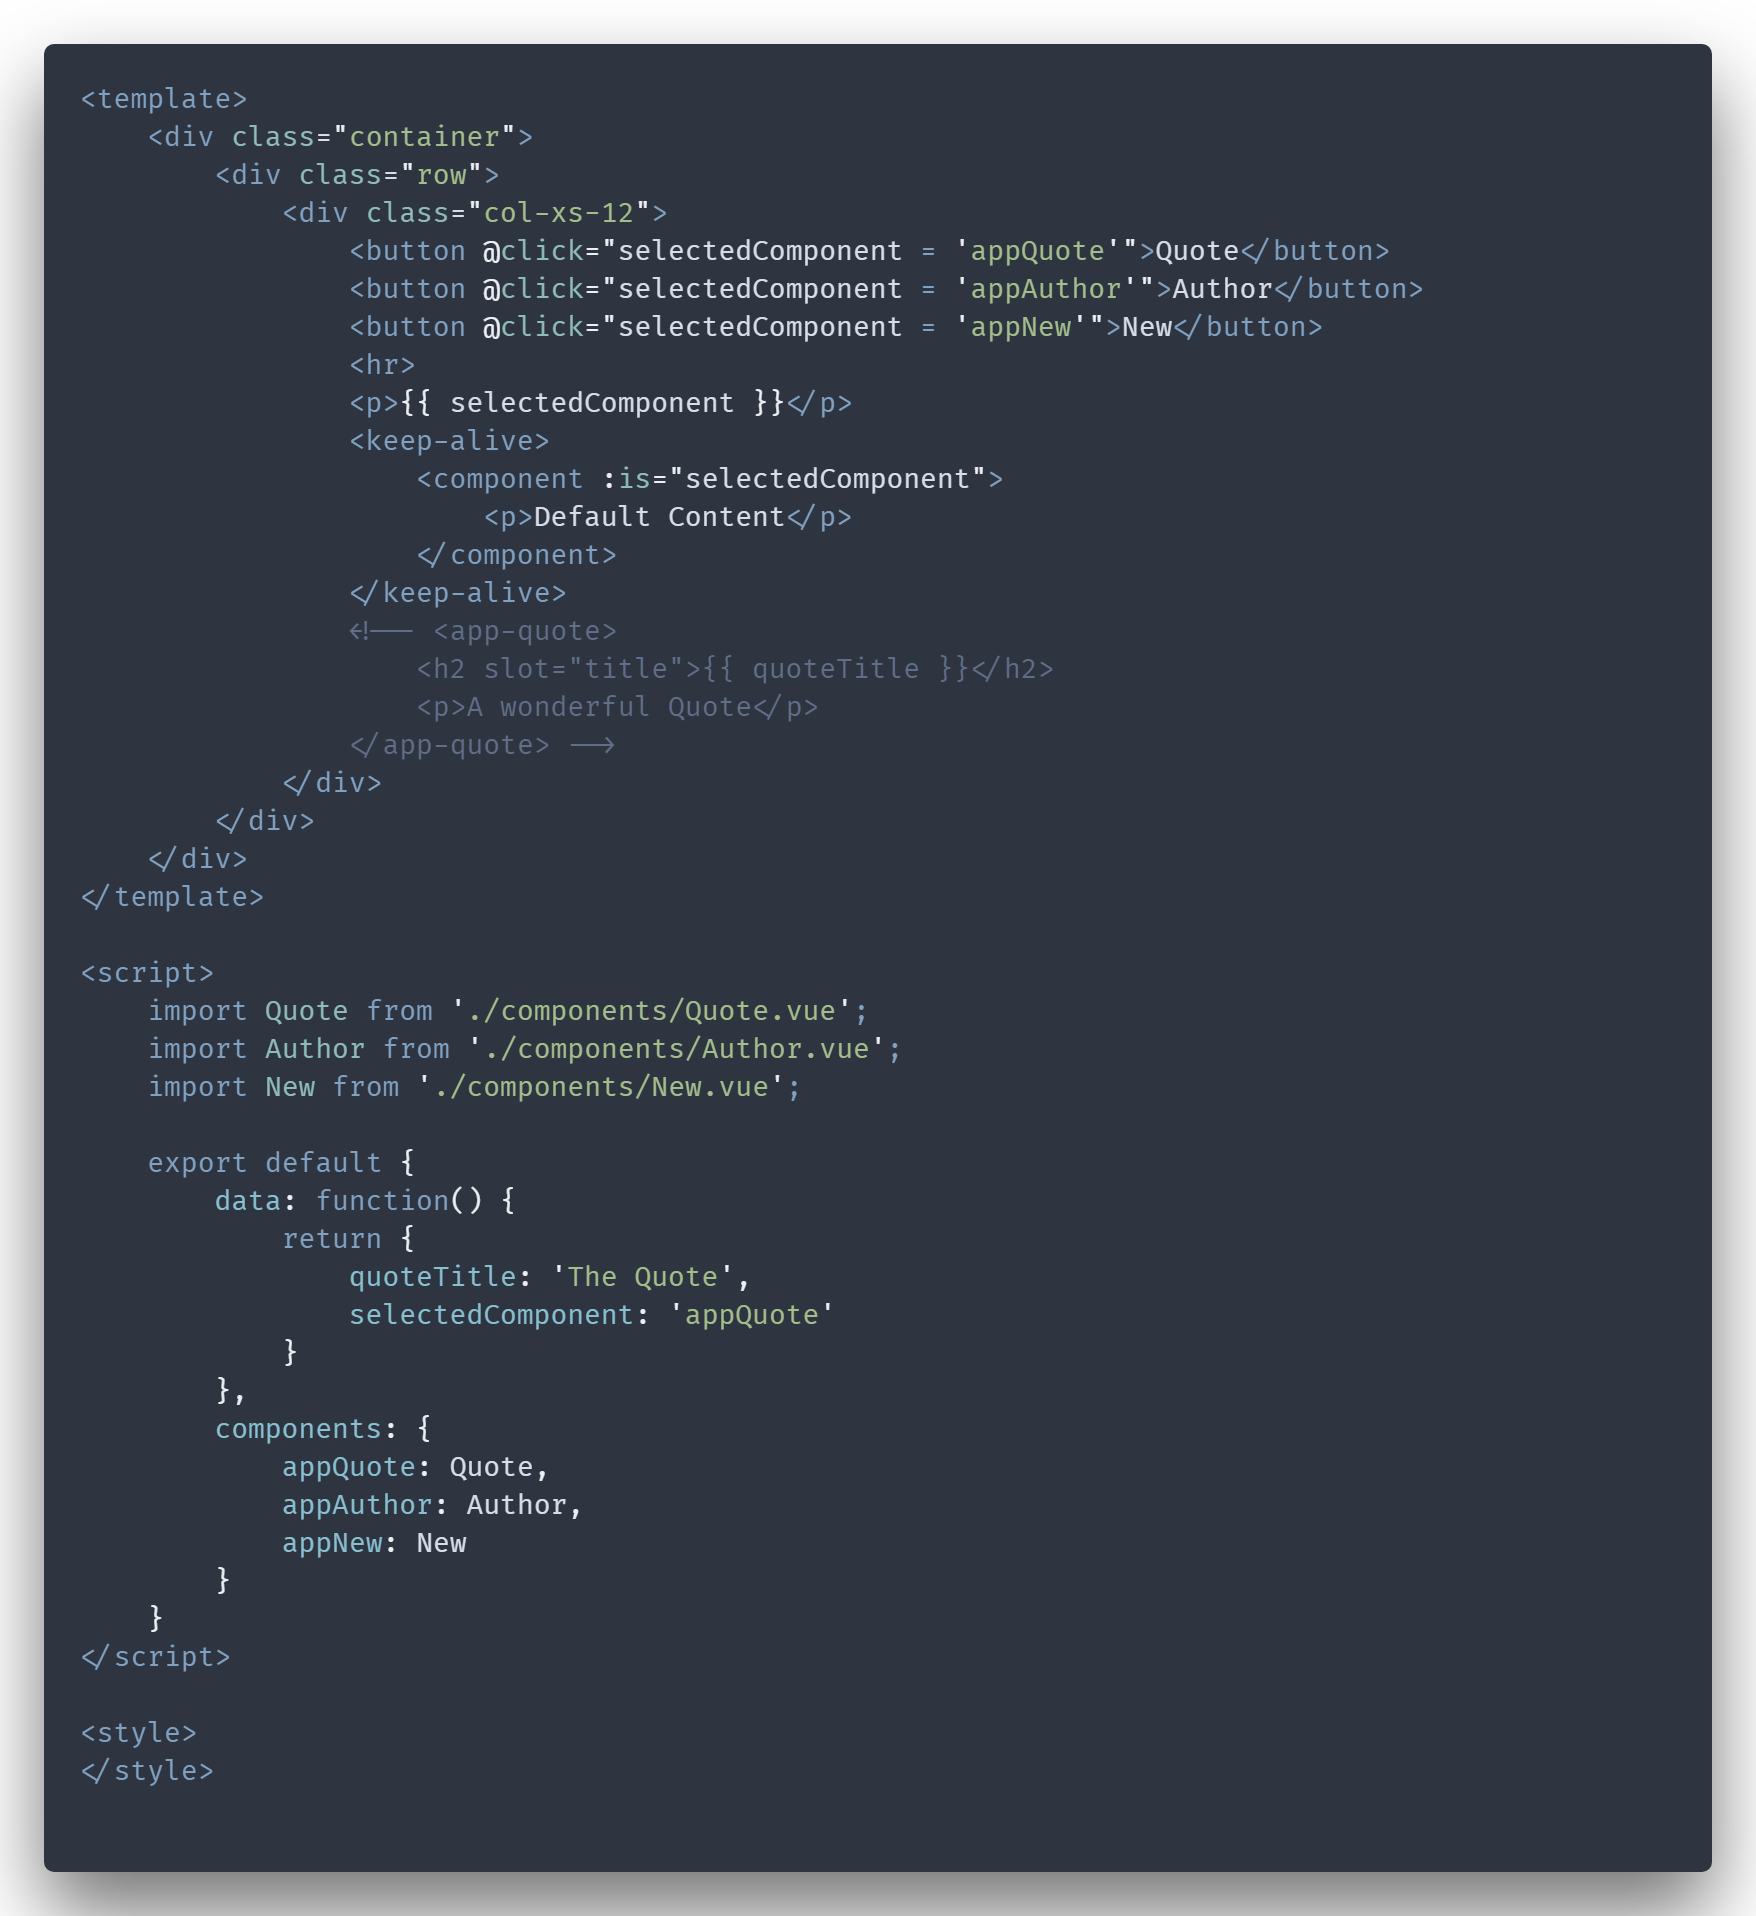 <template>
    <div class="container">
        <div class="row">
            <div class="col-xs-12">
                <button @click="selectedComponent = 'appQuote'">Quote</button>
                <button @click="selectedComponent = 'appAuthor'">Author</button>
                <button @click="selectedComponent = 'appNew'">New</button>
                <hr>
                <p>{{ selectedComponent }}</p>
                <keep-alive>
                    <component :is="selectedComponent">
                        <p>Default Content</p>
                    </component>
                </keep-alive>
                <!-- <app-quote>
                    <h2 slot="title">{{ quoteTitle }}</h2>
                    <p>A wonderful Quote</p>
                </app-quote> -->
            </div>
        </div>
    </div>
</template>

<script>
    import Quote from './components/Quote.vue';
    import Author from './components/Author.vue';
    import New from './components/New.vue';

    export default {
        data: function() {
            return {
                quoteTitle: 'The Quote',
                selectedComponent: 'appQuote'
            }
        },
        components: {
            appQuote: Quote,
            appAuthor: Author,
            appNew: New
        }
    }
</script>

<style>
</style>